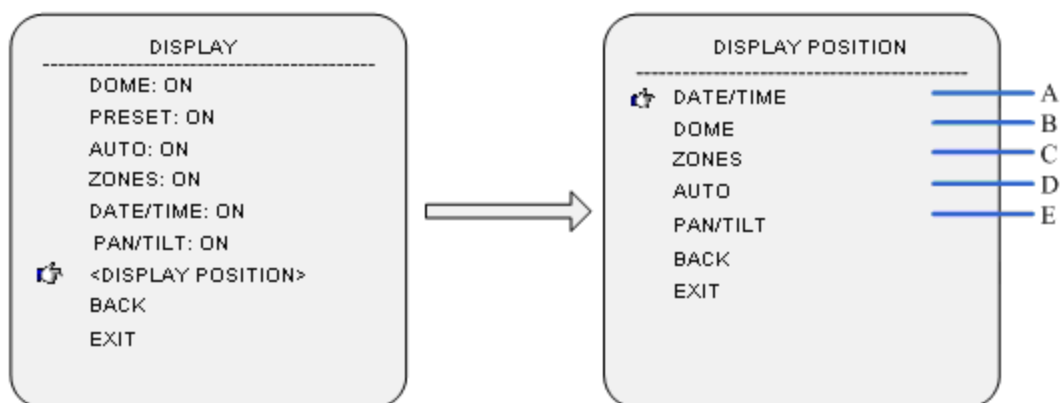 DISPLAY
DOME: ON
PRESET: ON
AUTO: ON
ZONES: ON
DATE/TIME: ON
PAN/TILT: ON
<DISPLAY POSITION>
BACK
EXIT
DISPLAY POSITION
DATE/TIME A
DOME B
ZONES C
AUTO D
PAN/TILT E
BACK
EXIT